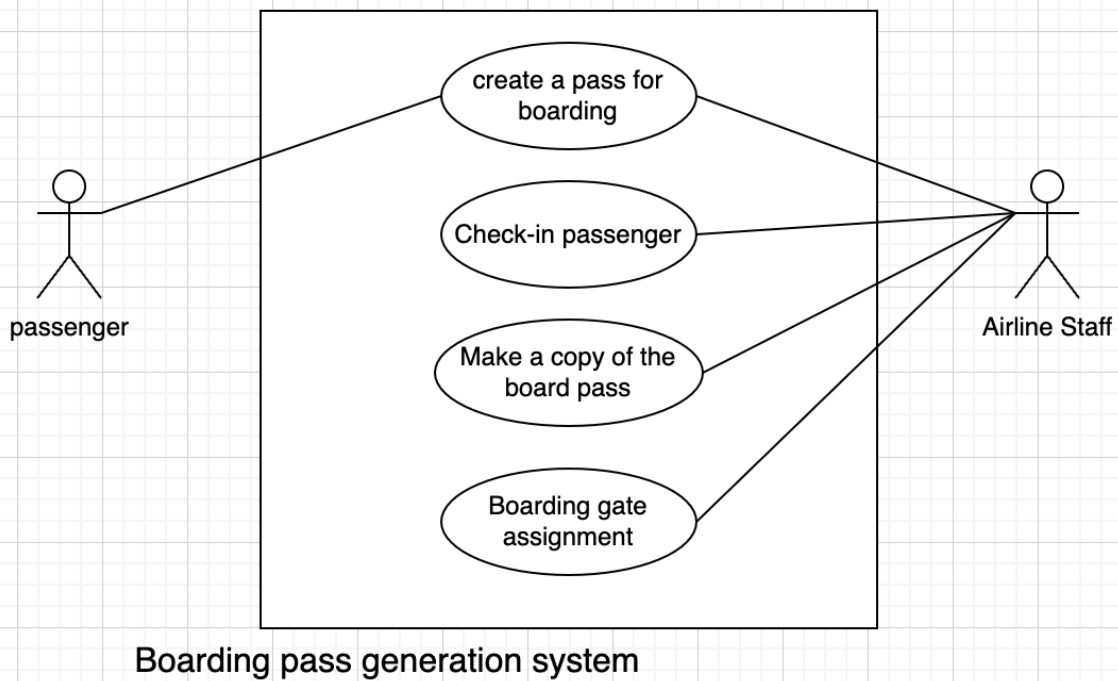 create a pass for
boarding
Check-in passenger
passenger
Airline Staff
Make a copy of the
board pass
Boarding gate
assignment
Boarding pass generation system